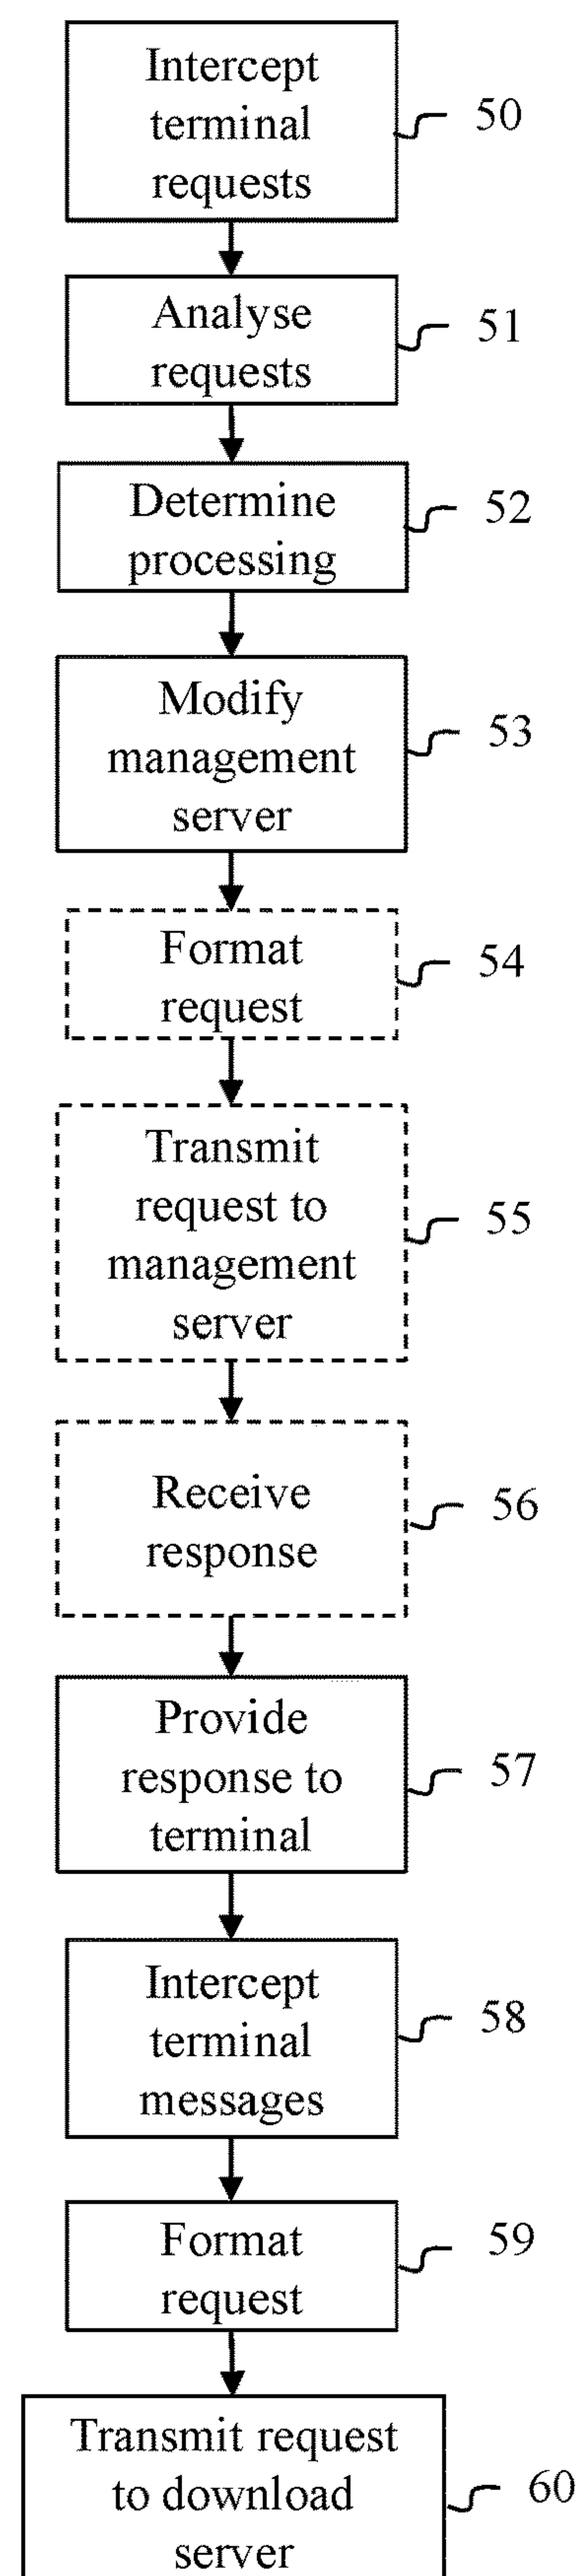 Intercept
terminal
requests
50
Analyse
requests
51
Determine
processing
52
Modify
management
server
53
Format
request
54
Transmit
request to
management
server
55
Receive
response
56
Provide
response to
terminal
57
Intercept
terminal
messages
58
Format
request
59
Transmit request
to download
server
60